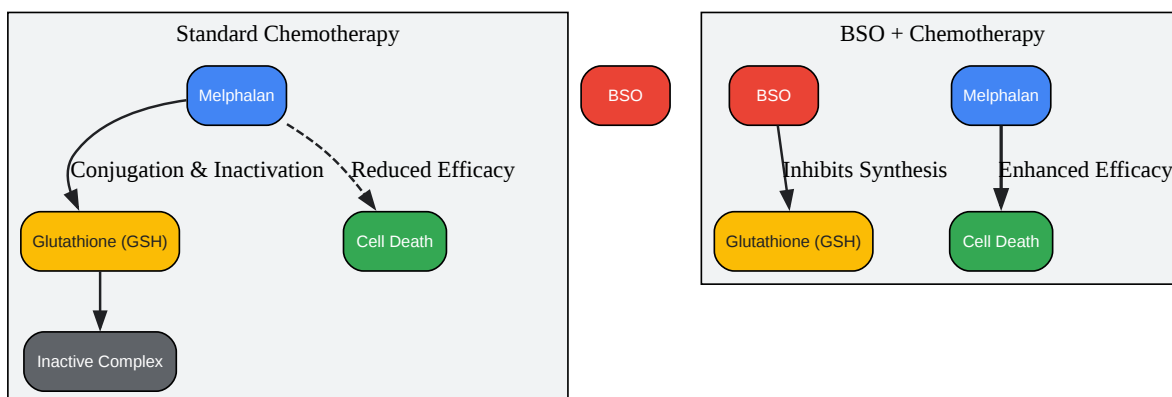 Standard Chemotherapy
Melphalan
Conjugation & Inactivation
Reduced Efficacy
Glutathione (GSH)
Cell Death
Inactive Complex
BSO
BSO + Chemotherapy
BSO
Melphalan
Inhibits Synthesis
Enhanced Efficacy
Glutathione (GSH)
Cell Death